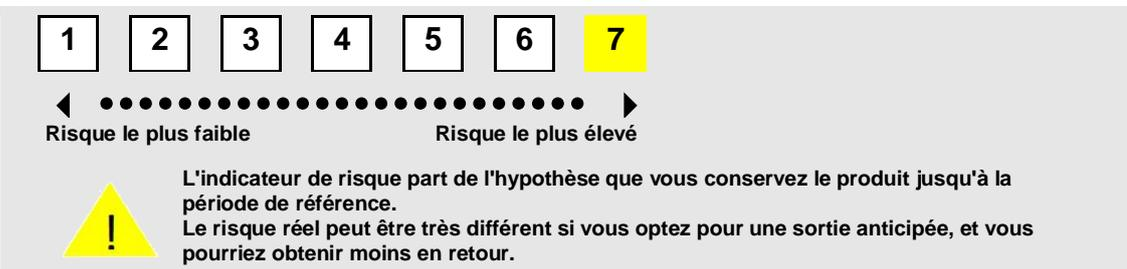 1 2 3 4 5 6 7
Risque le plus faible Risque le plus élevé
L'indicateur de risque part de l'hypothèse que vous conservez le produit jusqu'à la
période de référence.
Le risque réel peut être très différent si vous optez pour une sortie anticipée, et vous
pourriez obtenir moins en retour.
!